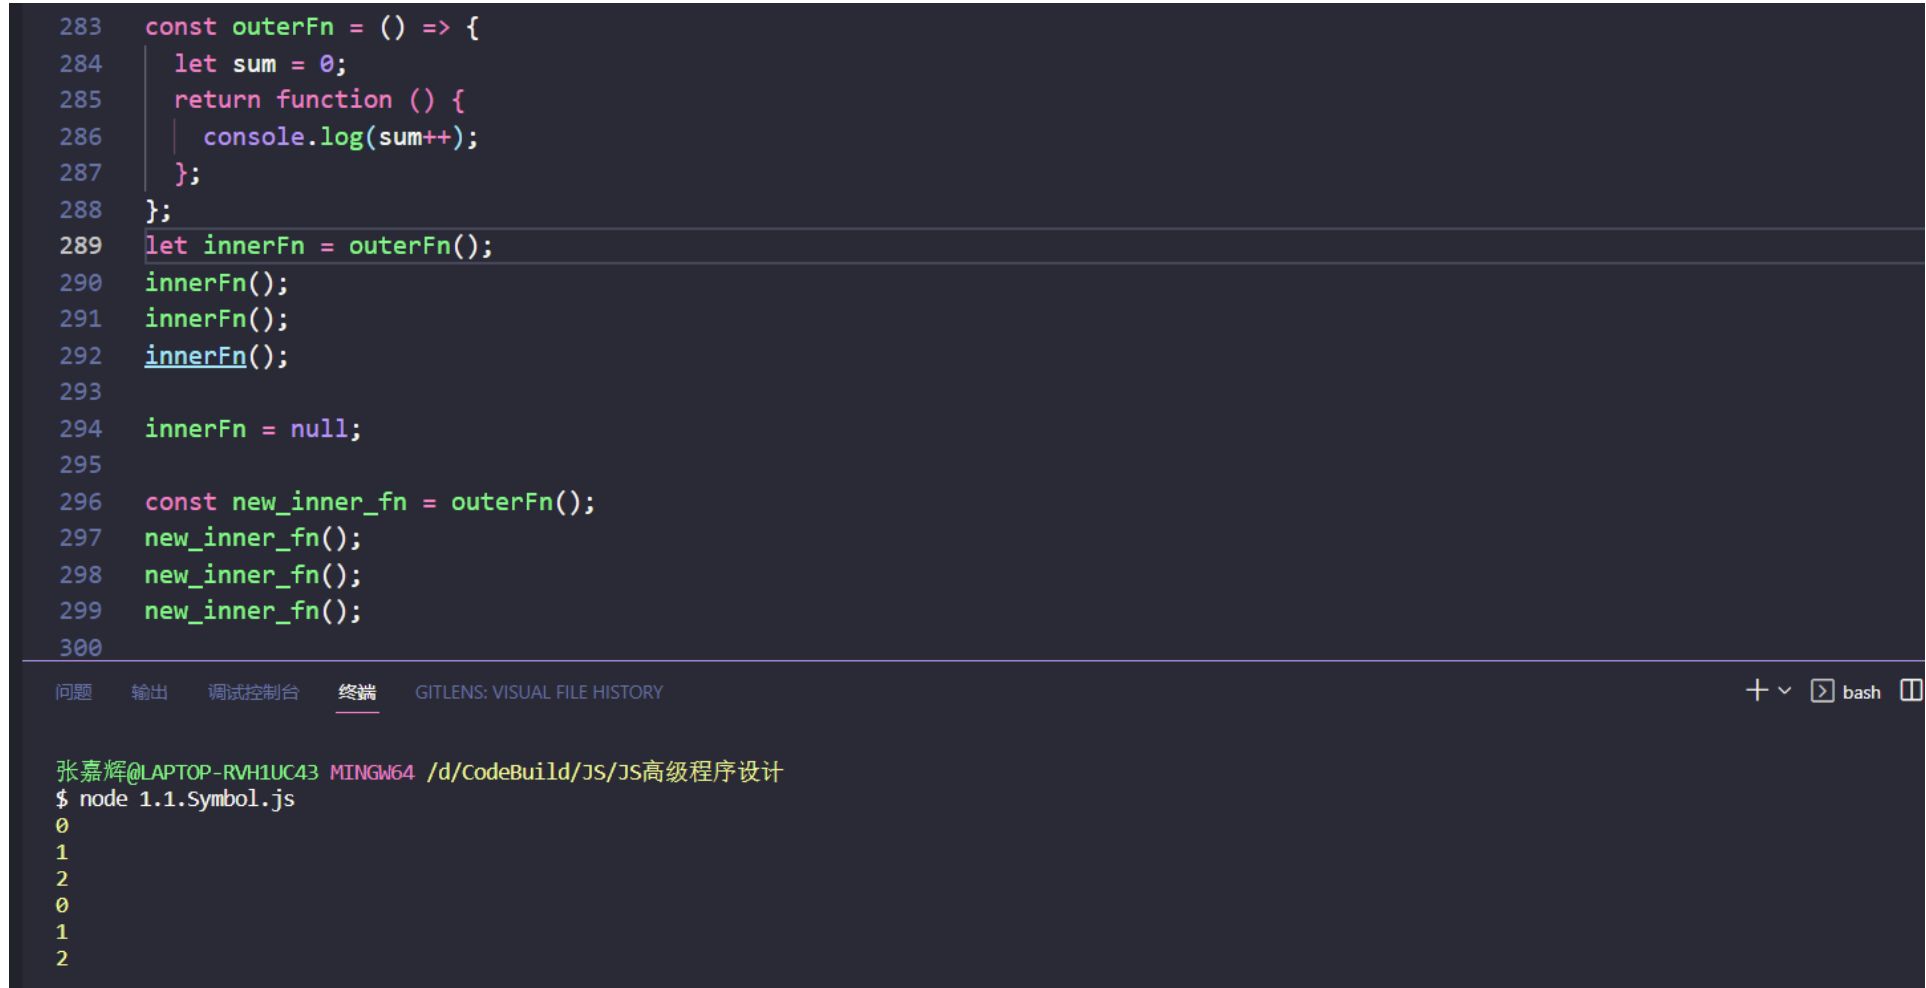 283 const outerFn = () => {
284 let sum = 0;
285 return function () {
286 console.log(sum++);
287 };
288 };
289 let innerFn = outerFn();
290 innerFn();
291 innerFn();
292 innerFn();
293
294 innerFn = null;
295
296 const new_inner_fn = outerFn();
297 new_inner_fn();
298 new_inner_fn();
299 new_inner_fn();
300
问题 输出 调试控制台 终端 GITLENS: VISUAL FILE HISTORY bash
张嘉辉@LAPTOP-RVH1UC43 MINGW64 /d/CodeBuild/JS/JS高级程序设计
$ node 1.1.Symbol.js
0
1
2
0
1
2